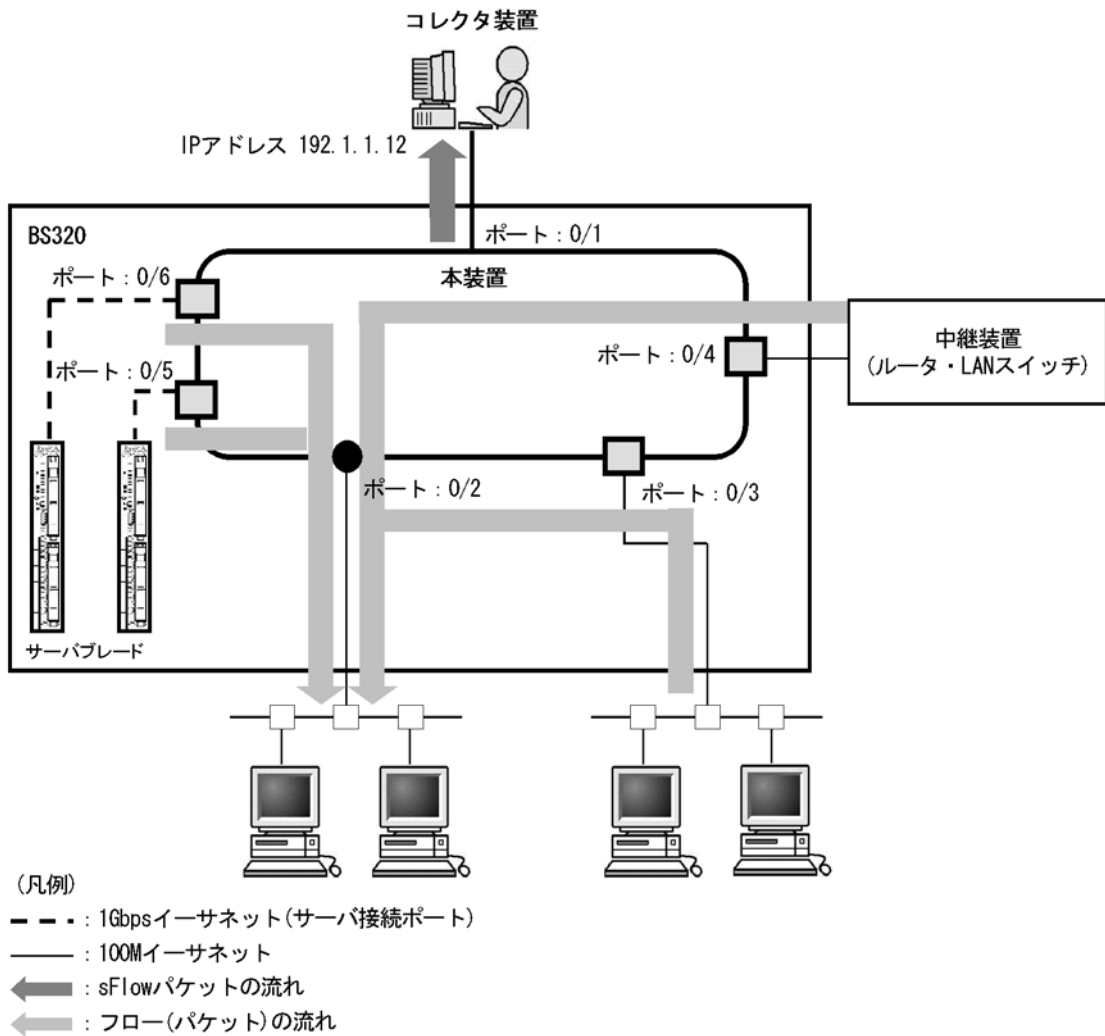 コレクタ装置
IPアドレス 192.1.1.12
BS320
ポート：0/1
ポート：0/6
本装置
中継装置
(ルータ・LANスイッチ)
ポート：0/4
ポート：0/5
ポート：0/2
ポート：0/3
サーバブレード
(凡例)
：1Gbpsイーサネット(サーバ接続ポート)
：100Mイーサネット
：sFlowパケットの流れ
：フロー(パケット)の流れ